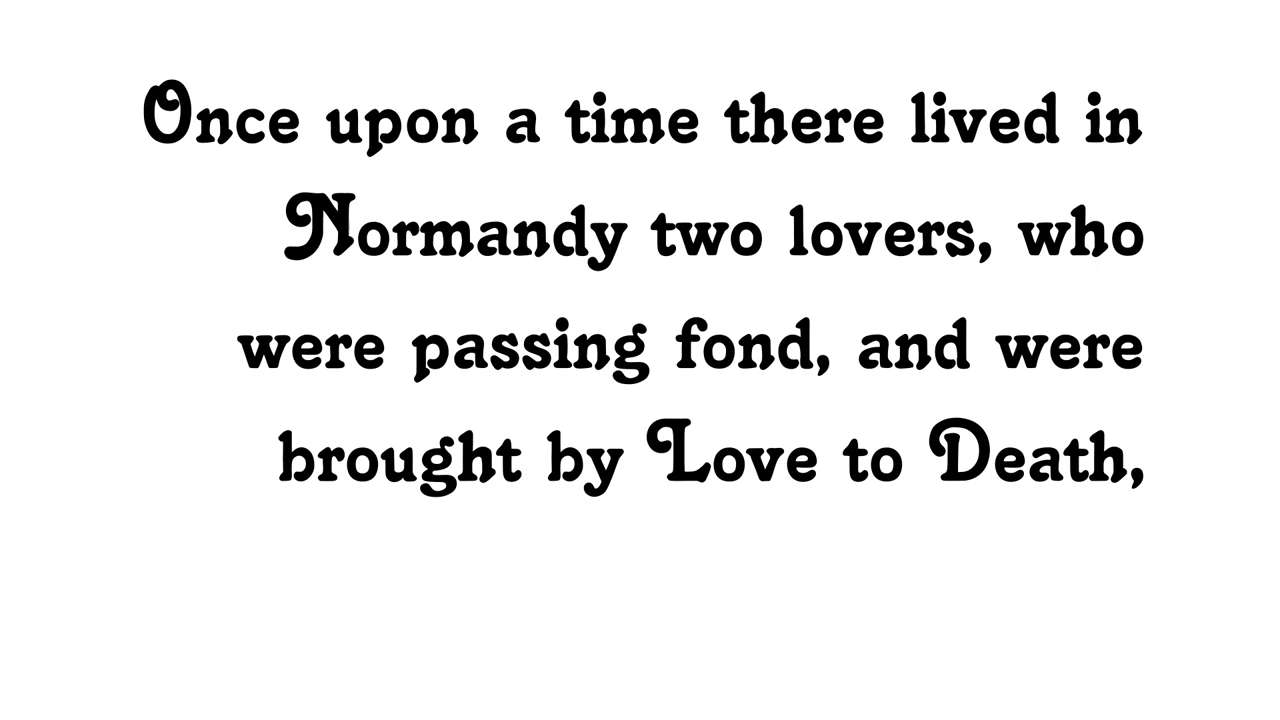 Once upon a time there lived in
Normandy two lovers, who
were passing fond, and were
brought by Love to Death,